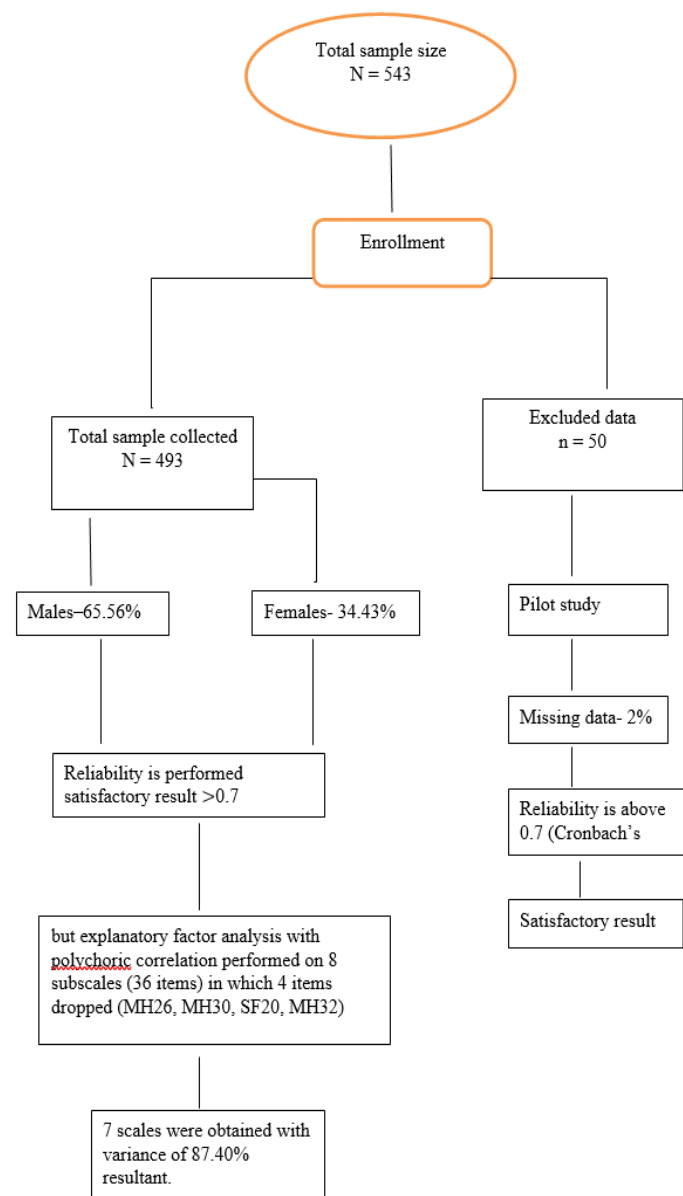 Total sample size
N = 543
Enrollment
Total sample collected
N = 493
Excluded data
n = 50
Males–65.56%
Females- 34.43%
Pilot study
Missing data- 2%
Reliability is performed
satisfactory result >0.7
Reliability is above
0.7 (Cronbach’s
Satisfactory result
but explanatory factor analysis with
polychoric correlation performed on 8
subscales (36 items) in which 4 items
dropped (MH26, MH30, SF20, MH32)
7 scales were obtained with
variance of 87.40%
resultant.